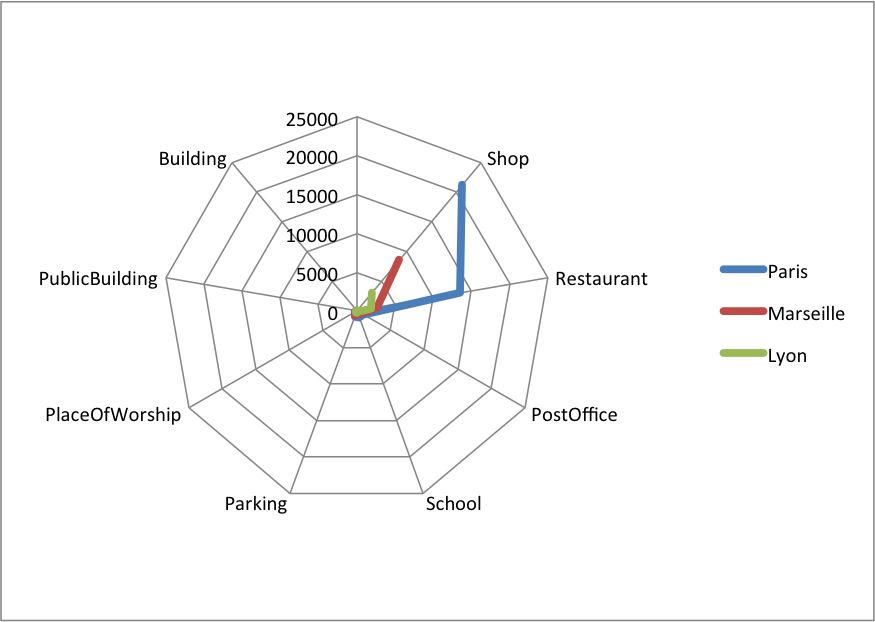 25000
Building
20000
Shop
15000
10000
PublicBuilding
5000
Restaurant
0
PlaceOfWorship
PostOffice
Parking
School
Paris
Marseille
Lyon